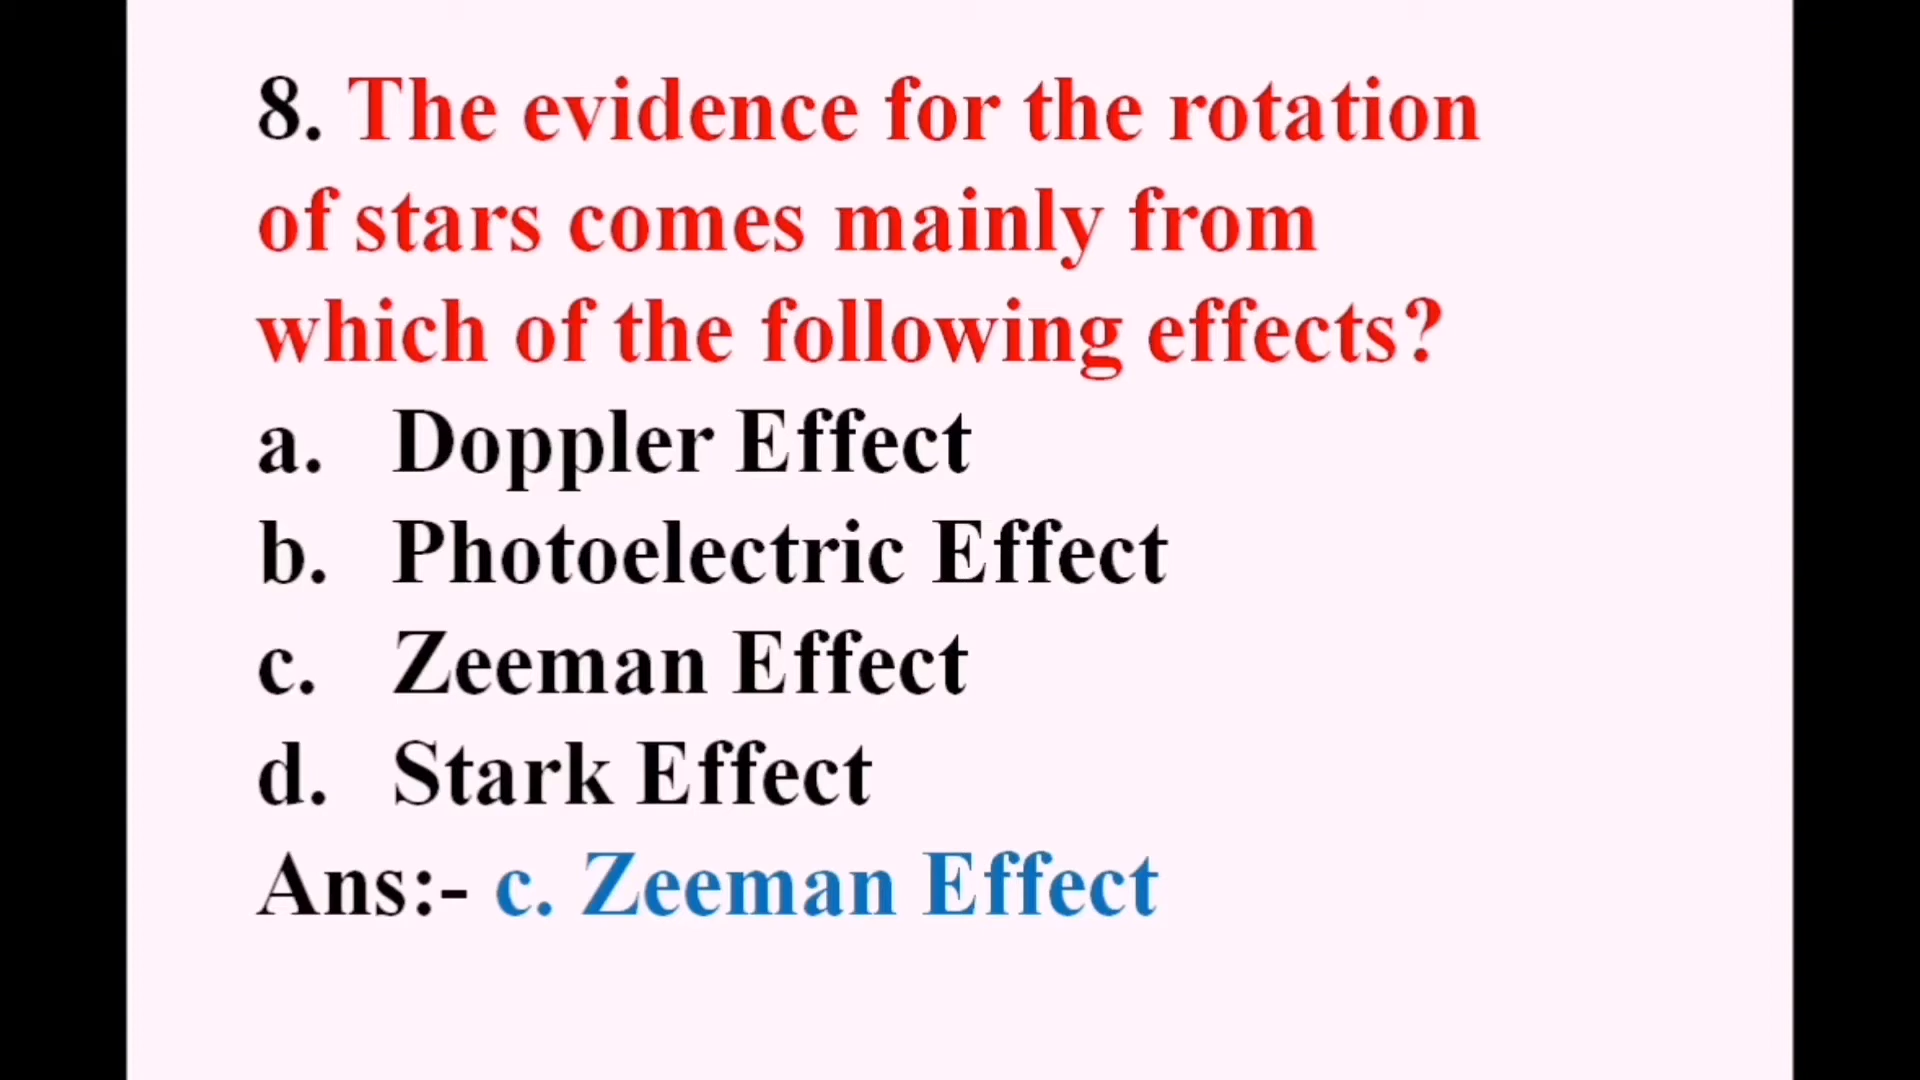 8. The evidence for the rotation
of stars comes mainly from
which of the following effects?
a. Doppler Effect
b. Photoelectric Effect
c. Zeeman Effect
d. Stark Effect
Ans:- c. Zeeman Effect